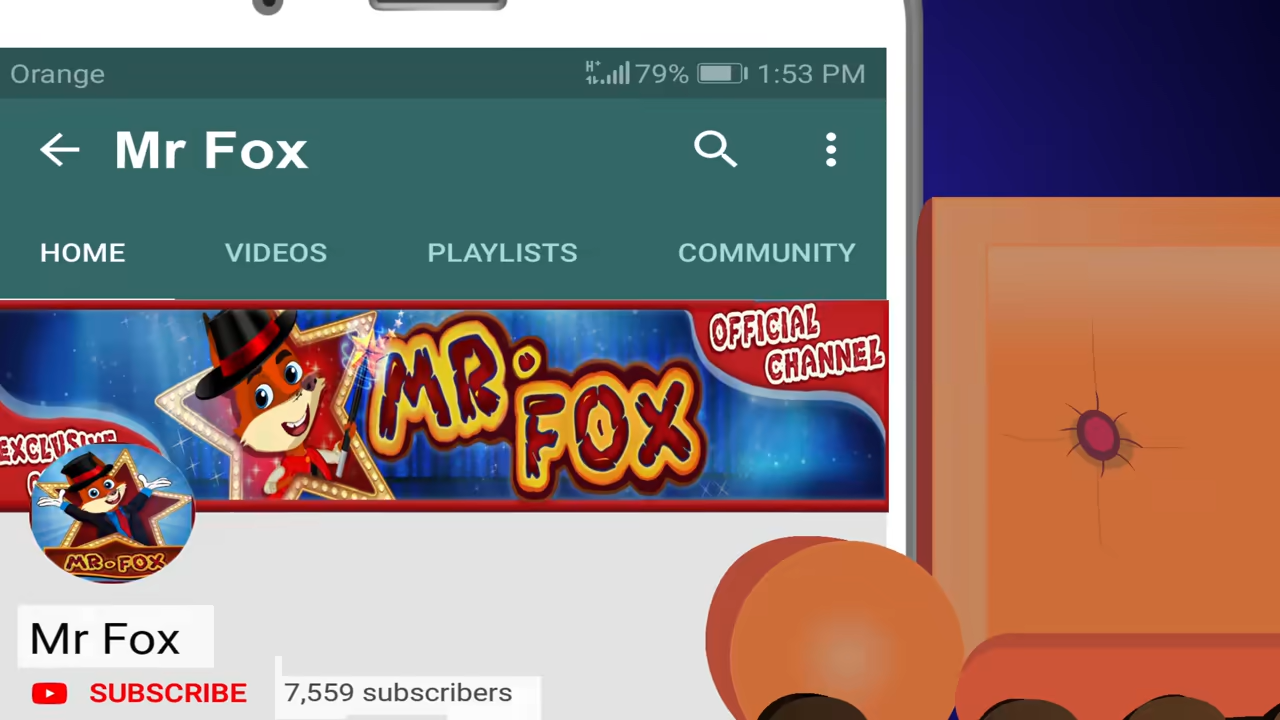 Orange H+ 79% 1:53 PM
Mr Fox
HOME VIDEOS PLAYLISTS COMMUNITY
OFFICIAL
CHANNEL
MR.
FOX
EXCLUSIVE
MR.FOX
Mr Fox
SUBSCRIBE 7,559 subscribers